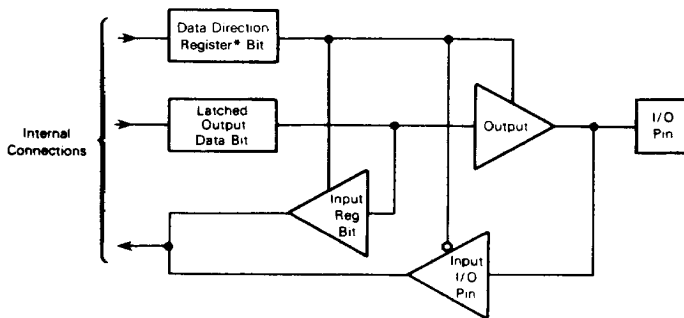 Data Direction
Register* Bit
Latched
Output
Data Bit
Output
I/O
Pin
Internal
Connections
Input
Reg
Bit
Input
I/O
Pin